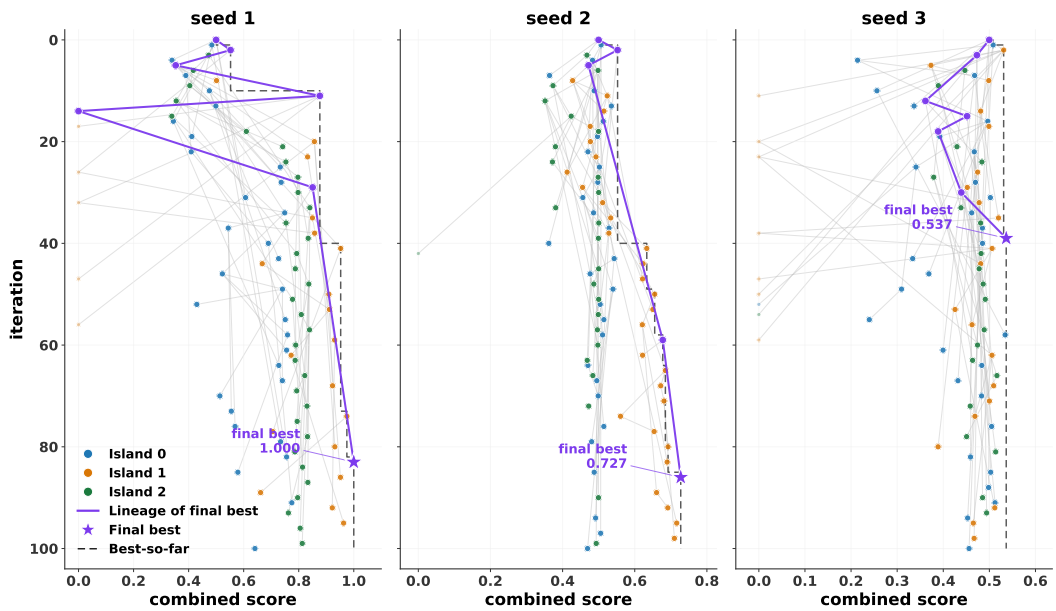 seed 1
seed 2
seed 3
0
20
40
60
80
100
iteration
final best
1.000
final best
0.727
final best
0.537
Island 0
Island 1
Island 2
Lineage of final best
Final best
Best-so-far
0.0 0.2 0.4 0.6 0.8 1.0
0.0 0.2 0.4 0.6 0.8
0.0 0.1 0.2 0.3 0.4 0.5 0.6
combined score
combined score
combined score